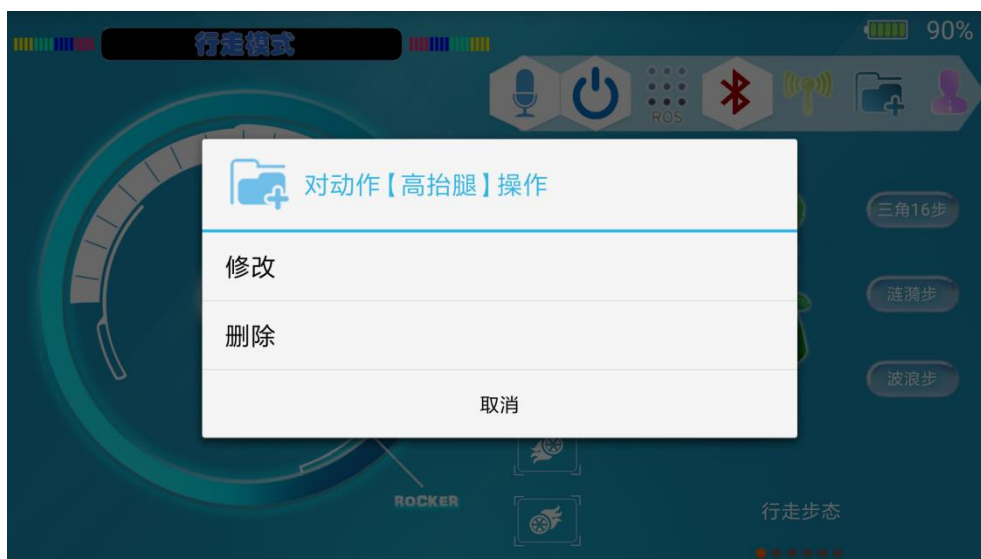 行走模式
90%
ROS
对动作【高抬腿】操作
三角16步
修改
涟漪步
删除
波浪步
取消
ROCKER
行走步态